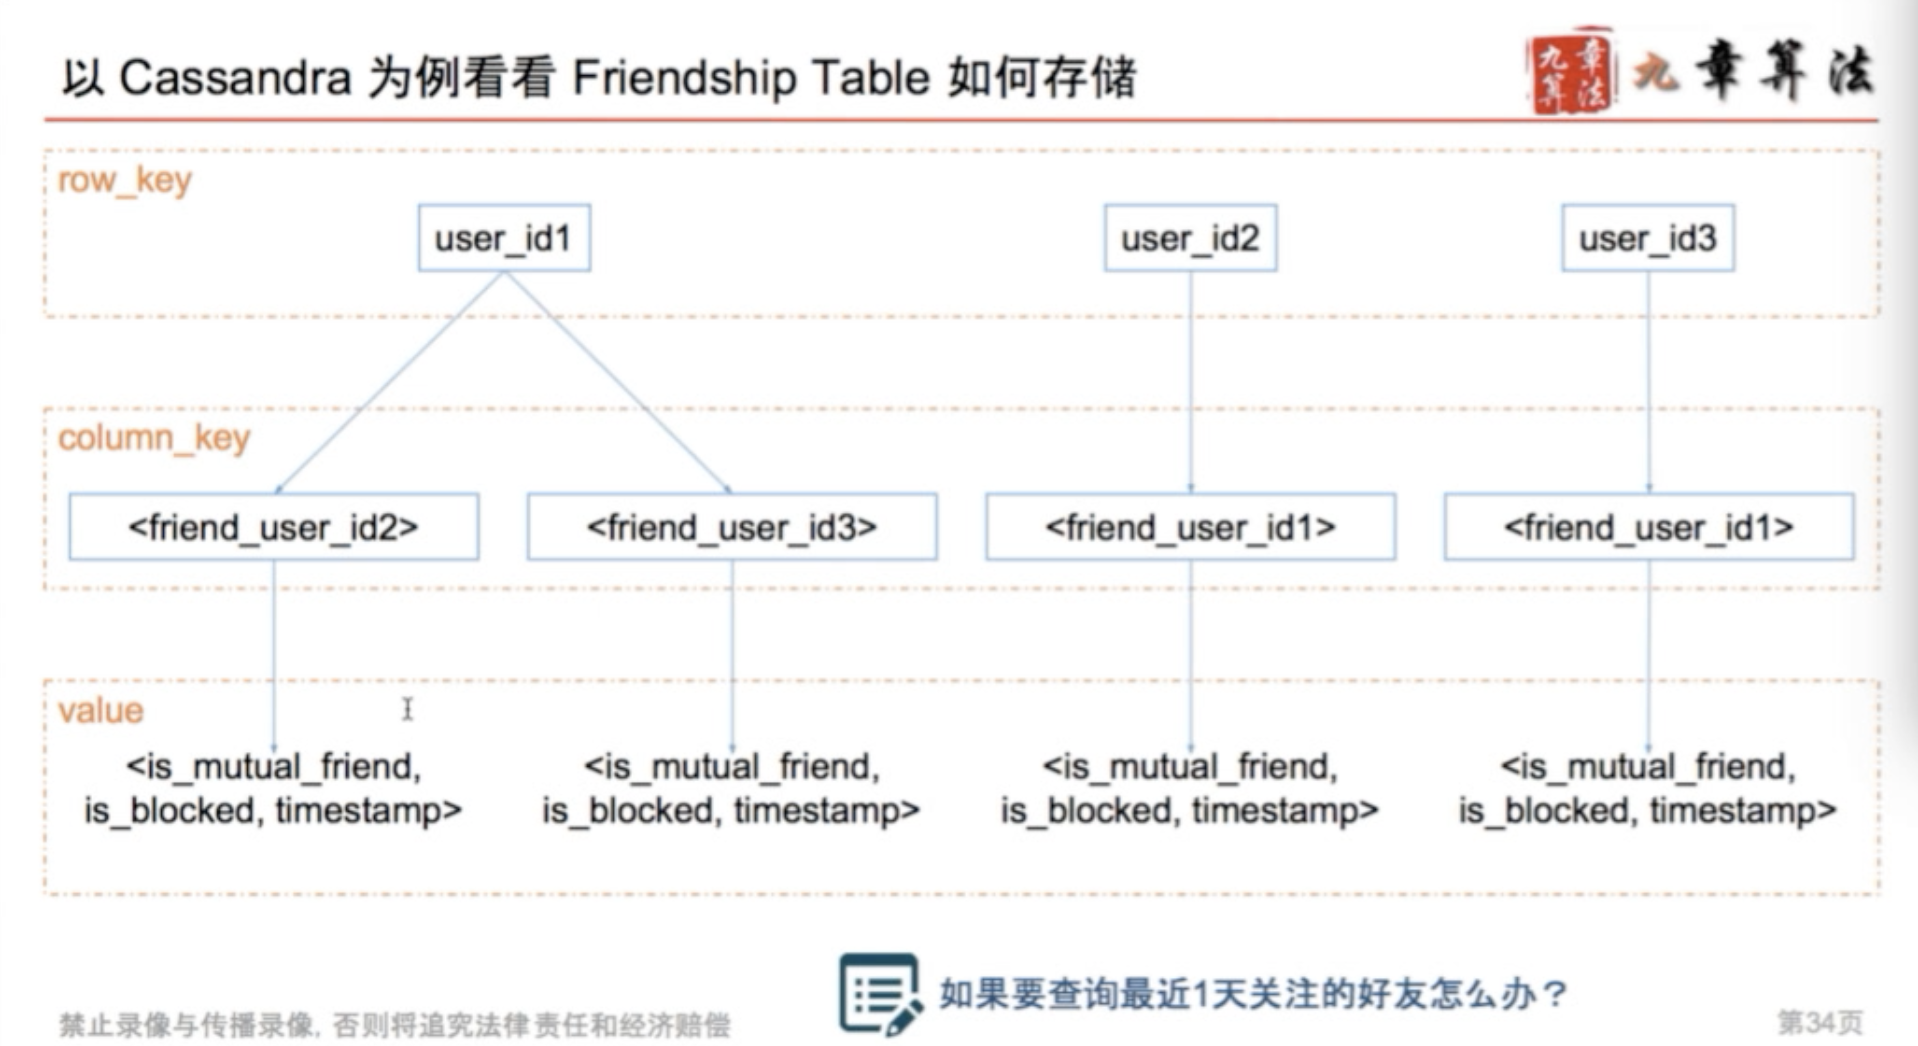 以 Cassandra 为例看看 Friendship Table 如何存储
九章
算法
九章算法
row_key
user_id1
user_id2
user_id3
column_key
<friend_user_id2>
<friend_user_id3>
<friend_user_id1>
<friend_user_id1>
value
<is_mutual_friend,
is_blocked, timestamp>
<is_mutual_friend,
is_blocked, timestamp>
<is_mutual_friend,
is_blocked, timestamp>
<is_mutual_friend,
is_blocked, timestamp>
如果要查询最近1天关注的好友怎么办？
禁止录像与传播录像, 否则将追究法律责任和经济赔偿
第34页